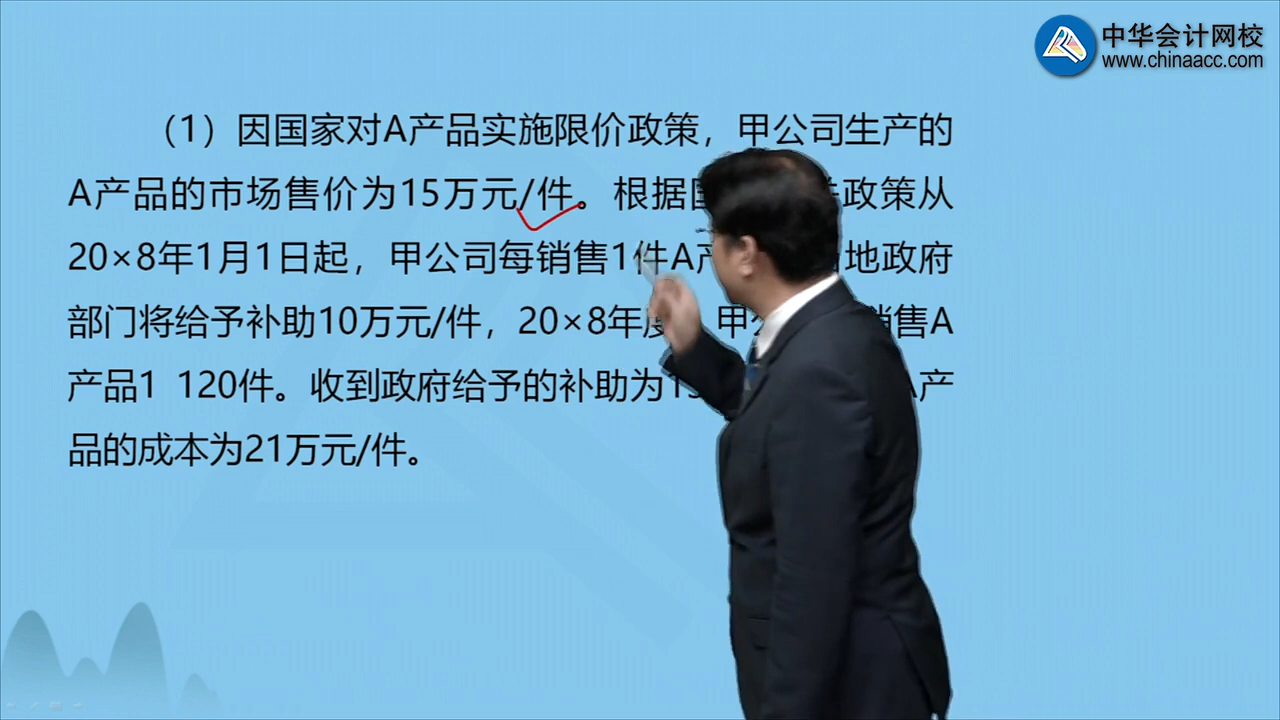 中华会计网校
www.chinaacc.com
（1）因国家对A产品实施限价政策，甲公司生产的
A产品的市场售价为15万元/件。根据 政策从
20×8年1月1日起，甲公司每销售1件A 地政府
部门将给予补助10万元/件，20×8年 甲 销售A
产品1 120件。收到政府给予的补助为 产
品的成本为21万元/件。